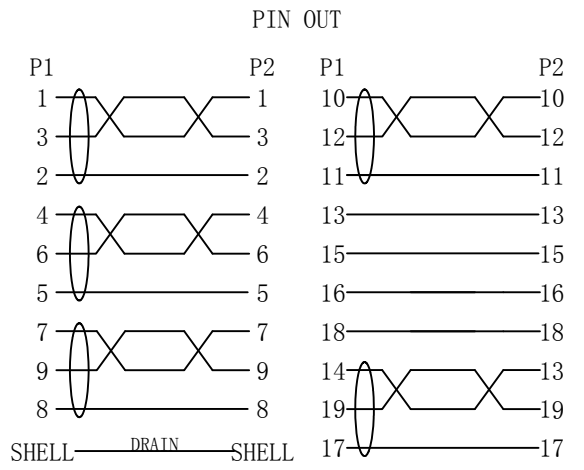 PIN OUT
P1 P2 P1 P2
1 1 10 10
3 3 12 12
2 2 11 11
4 4 13 13
6 6 15 15
5 5 16 16
7 7 18 18
9 9 14 13
8 8 19 19
SHELL DRAIN SHELL 17 17